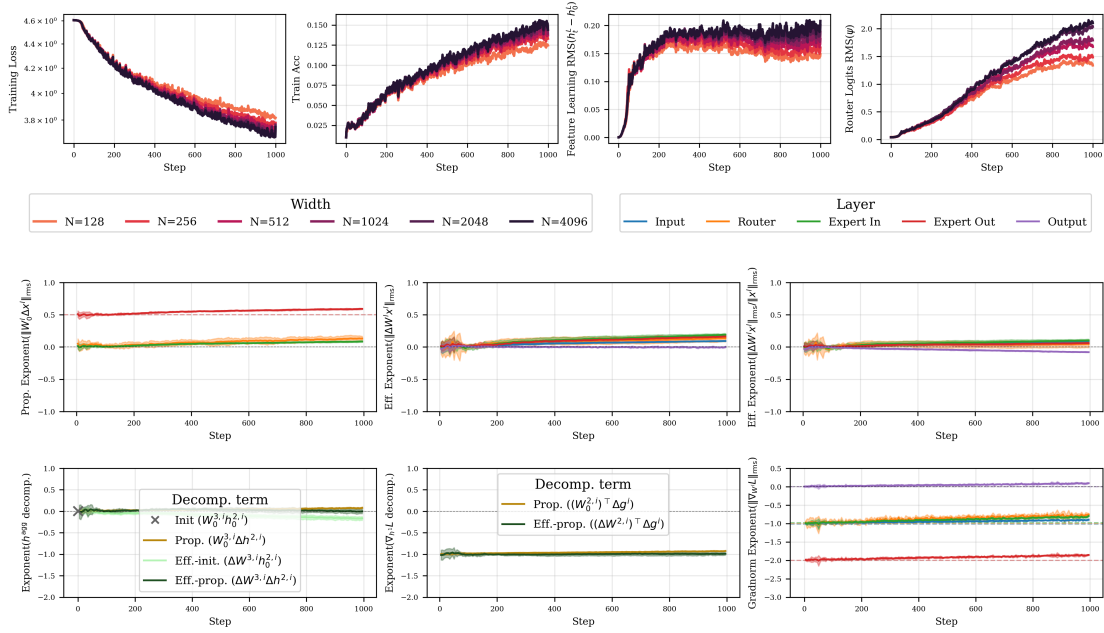 Training Loss
4.6 × 10⁰
4.4 × 10⁰
4.2 × 10⁰
4 × 10⁰
3.8 × 10⁰
0 200 400 600 800 1000
Step
Train Acc
0.150
0.125
0.100
0.075
0.050
0.025
0 200 400 600 800 1000
Step
Feature Learning RMS(h_t^L − h_0^L)
0.20
0.15
0.10
0.05
0.00
0 200 400 600 800 1000
Step
Router Logits RMS(ψ)
2.0
1.5
1.0
0.5
0.0
0 200 400 600 800 1000
Step
Width
N=128 N=256 N=512 N=1024 N=2048 N=4096
Layer
Input Router Expert In Expert Out Output
Prop. Exponent(‖W_0^l Δx^l‖_rms)
1.0
0.5
0.0
−0.5
−1.0
0 200 400 600 800 1000
Step
Eff. Exponent(‖ΔW^l x^l‖_rms)
1.0
0.5
0.0
−0.5
−1.0
0 200 400 600 800 1000
Step
Eff. Exponent(‖ΔW^l x^l‖_rms/‖x^l‖_rms)
1.0
0.5
0.0
−0.5
−1.0
0 200 400 600 800 1000
Step
Exponent(h^agg decomp.)
1.0
0.5
0.0
−0.5
−1.0
−1.5
−2.0
Decomp. term
Init (W_0^{3,i} h_0^{2,i})
Prop. (W_0^{3,i} Δh^{2,i})
Eff.-init. (ΔW^{3,i} h_0^{2,i})
Eff.-prop. (ΔW^{3,i} Δh^{2,i})
0 200 400 600 800 1000
Step
Exponent(∇_{h^1} L decomp.)
1.0
0.5
0.0
−0.5
−1.0
−1.5
−2.0
Decomp. term
Prop. ((W_0^{2,i})^⊤ Δg^i)
Eff.-prop. ((ΔW^{2,i})^⊤ Δg^i)
0 200 400 600 800 1000
Step
Gradnorm Exponent(‖∇_{W^l} L‖_rms)
0.5
0.0
−0.5
−1.0
−1.5
−2.0
−2.5
−3.0
0 200 400 600 800 1000
Step